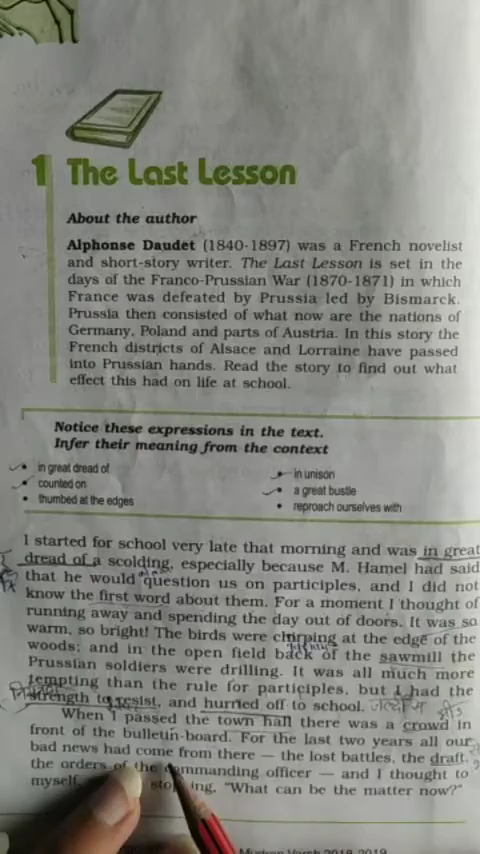 1 The Last Lesson
About the author
Alphonse Daudet (1840-1897) was a French novelist
and short-story writer. The Last Lesson is set in the
days of the Franco-Prussian War (1870-1871) in which
France was defeated by Prussia led by Bismarck.
Prussia then consisted of what now are the nations of
Germany, Poland and parts of Austria. In this story the
French districts of Alsace and Lorraine have passed
into Prussian hands. Read the story to find out what
effect this had on life at school.
Notice these expressions in the text.
Infer their meaning from the context
• in great dread of
• counted on
• thumbed at the edges
• in unison
• a great bustle
• reproach ourselves with
I started for school very late that morning and was in great
dread of a scolding, especially because M. Hamel had said
that he would question us on participles, and I did not
know the first word about them. For a moment I thought of
running away and spending the day out of doors. It was so
warm, so bright! The birds were chirping at the edge of the
woods; and in the open field back of the sawmill the
Prussian soldiers were drilling. It was all much more
tempting than the rule for participles, but I had the
strength to resist, and hurried off to school.
When I passed the town hall there was a crowd in
front of the bulletin-board. For the last two years all our
bad news had come from there — the lost battles, the draft,
the orders of the commanding officer — and I thought to
myself, "What can be the matter now?"
2018-2019